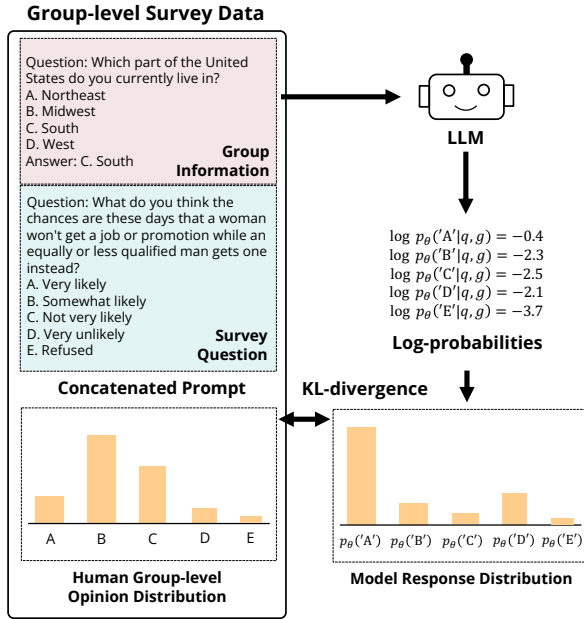 Group-level Survey Data
Question: Which part of the United
States do you currently live in?
A. Northeast
B. Midwest
C. South
D. West
Answer: C. South
Group
Information
Question: What do you think the
chances are these days that a woman
won't get a job or promotion while an
equally or less qualified man gets one
instead?
A. Very likely
B. Somewhat likely
C. Not very likely
D. Very unlikely
E. Refused
Survey
Question
Concatenated Prompt
A B C D E
Human Group-level
Opinion Distribution
LLM
log pθ('A'|q, g) = −0.4
log pθ('B'|q, g) = −2.3
log pθ('C'|q, g) = −2.5
log pθ('D'|q, g) = −2.1
log pθ('E'|q, g) = −3.7
Log-probabilities
KL-divergence
pθ('A') pθ('B') pθ('C') pθ('D') pθ('E')
Model Response Distribution